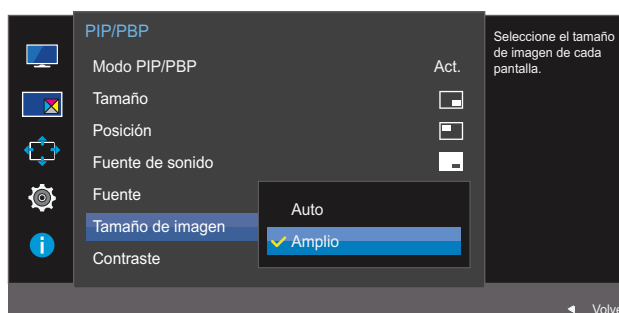 PIP/PBP
Modo PIP/PBP Act.
Tamaño
Posición
Fuente de sonido
Fuente
Tamaño de imagen
Contraste
Auto
Amplio
Seleccione el tamaño
de imagen de cada
pantalla.